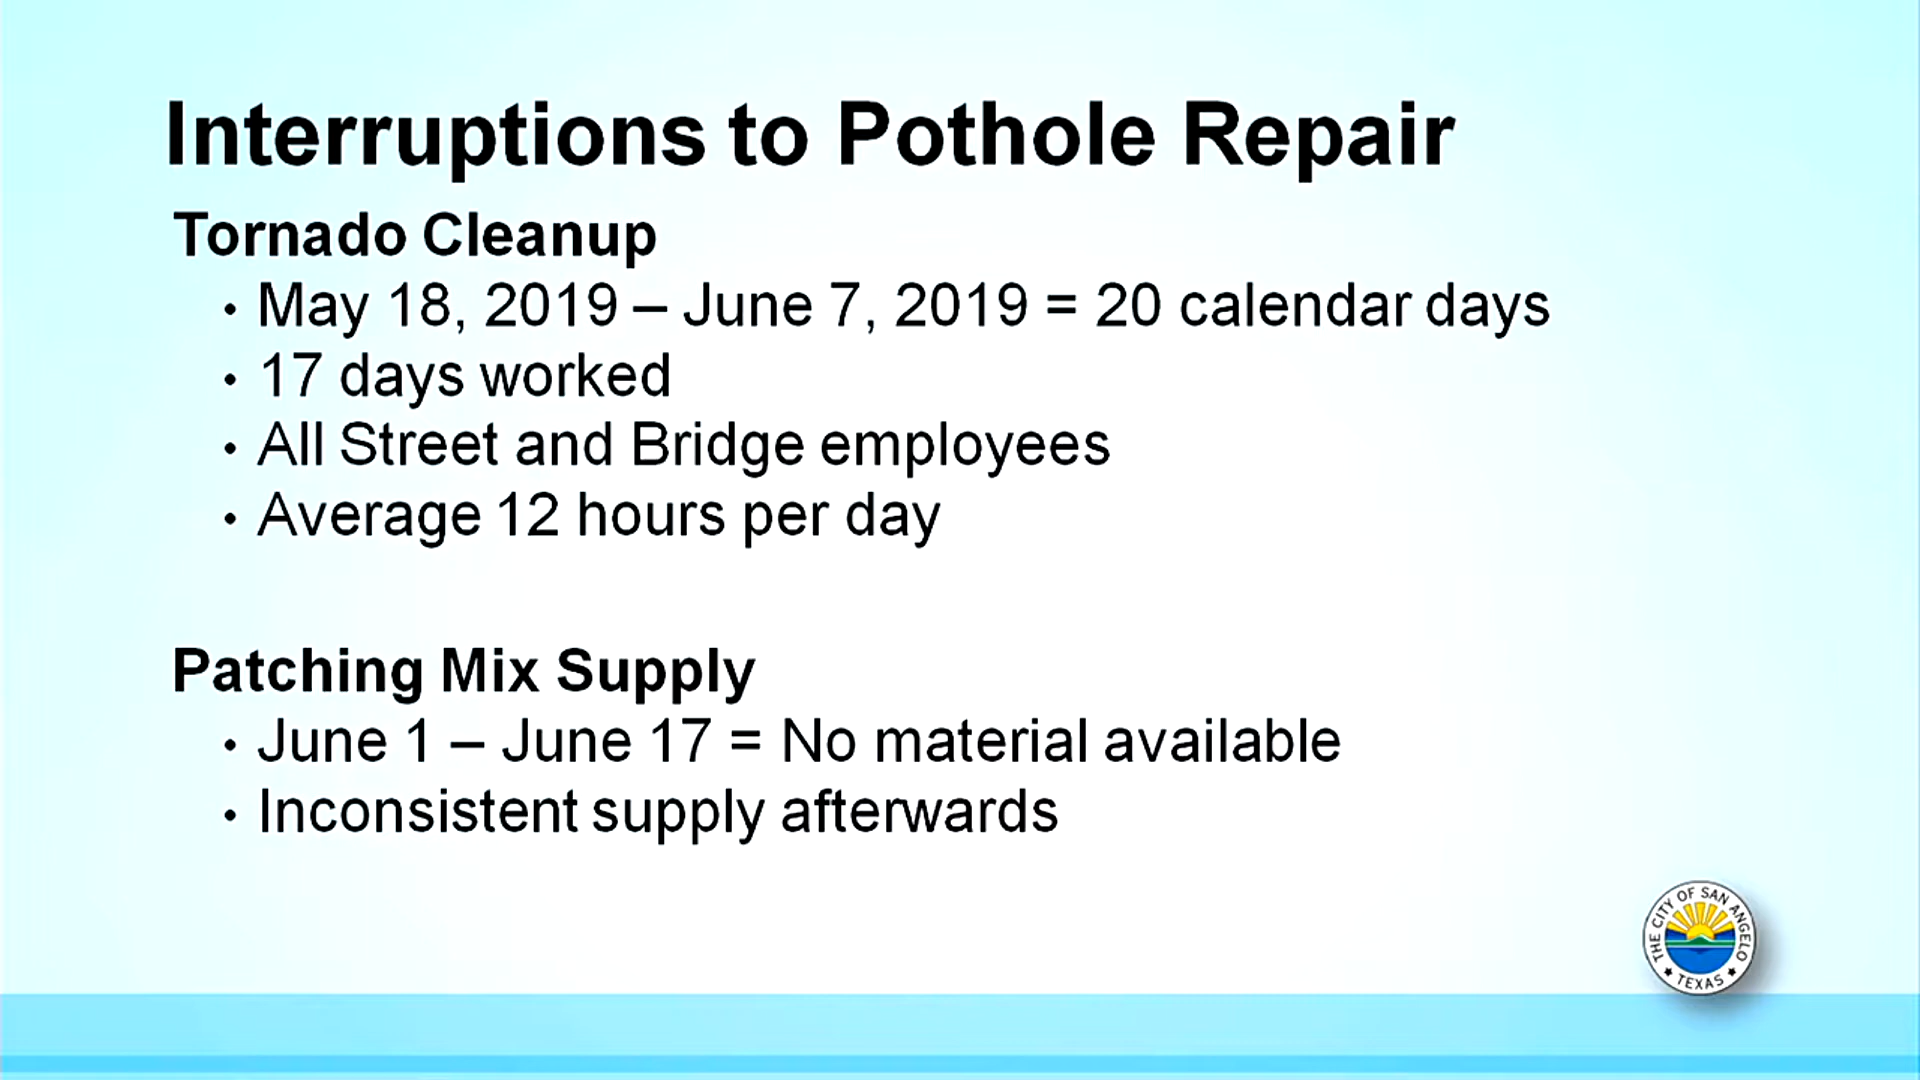 Interruptions to Pothole Repair
Tornado Cleanup
• May 18, 2019 – June 7, 2019 = 20 calendar days
• 17 days worked
• All Street and Bridge employees
• Average 12 hours per day
Patching Mix Supply
• June 1 – June 17 = No material available
• Inconsistent supply afterwards
THE CITY OF SAN ANGELO
★ TEXAS ★